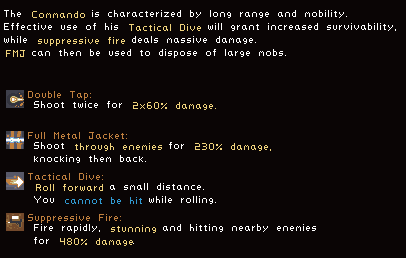 The Commando is characterized by long range and mobility.
Effective use of his Tactical Dive will grant increased survivability,
while suppressive fire deals massive damage.
FMJ can then be used to dispose of large mobs.
Double Tap:
Shoot twice for 2x60% damage.
Full Metal Jacket:
Shoot through enemies for 230% damage,
knocking them back.
Tactical Dive:
Roll forward a small distance.
You cannot be hit while rolling.
Suppressive Fire:
Fire rapidly, stunning and hitting nearby enemies
for 480% damage